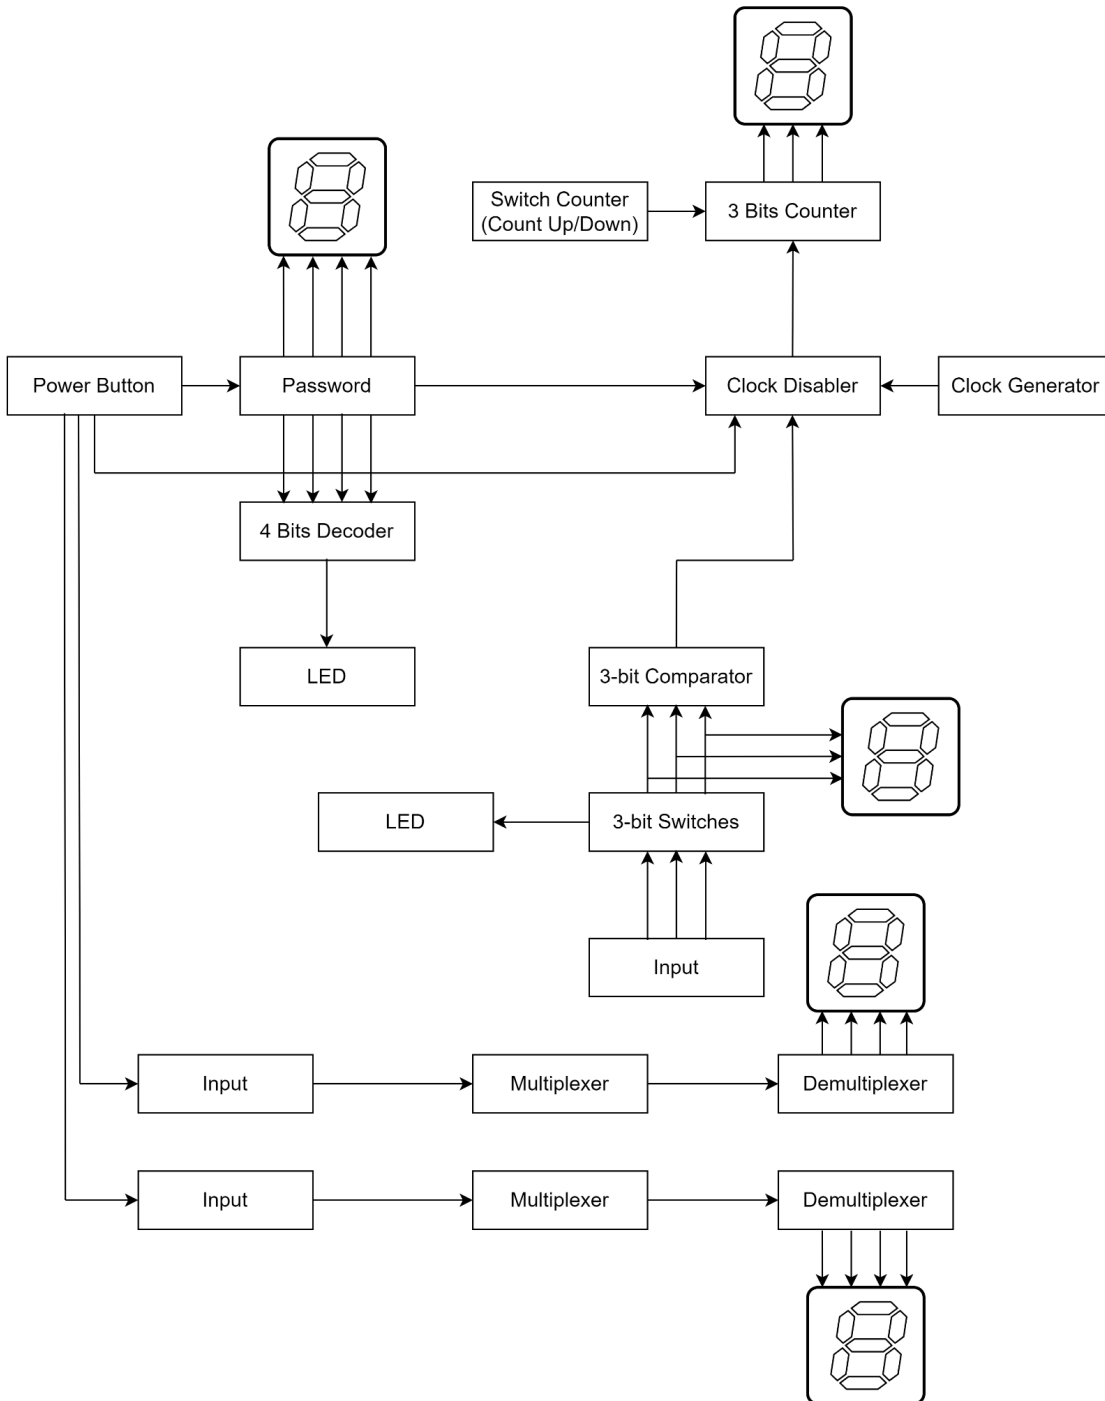 Switch Counter
(Count Up/Down)
3 Bits Counter
Power Button
Password
Clock Disabler
Clock Generator
4 Bits Decoder
LED
3-bit Comparator
LED
3-bit Switches
Input
Input
Multiplexer
Demultiplexer
Input
Multiplexer
Demultiplexer